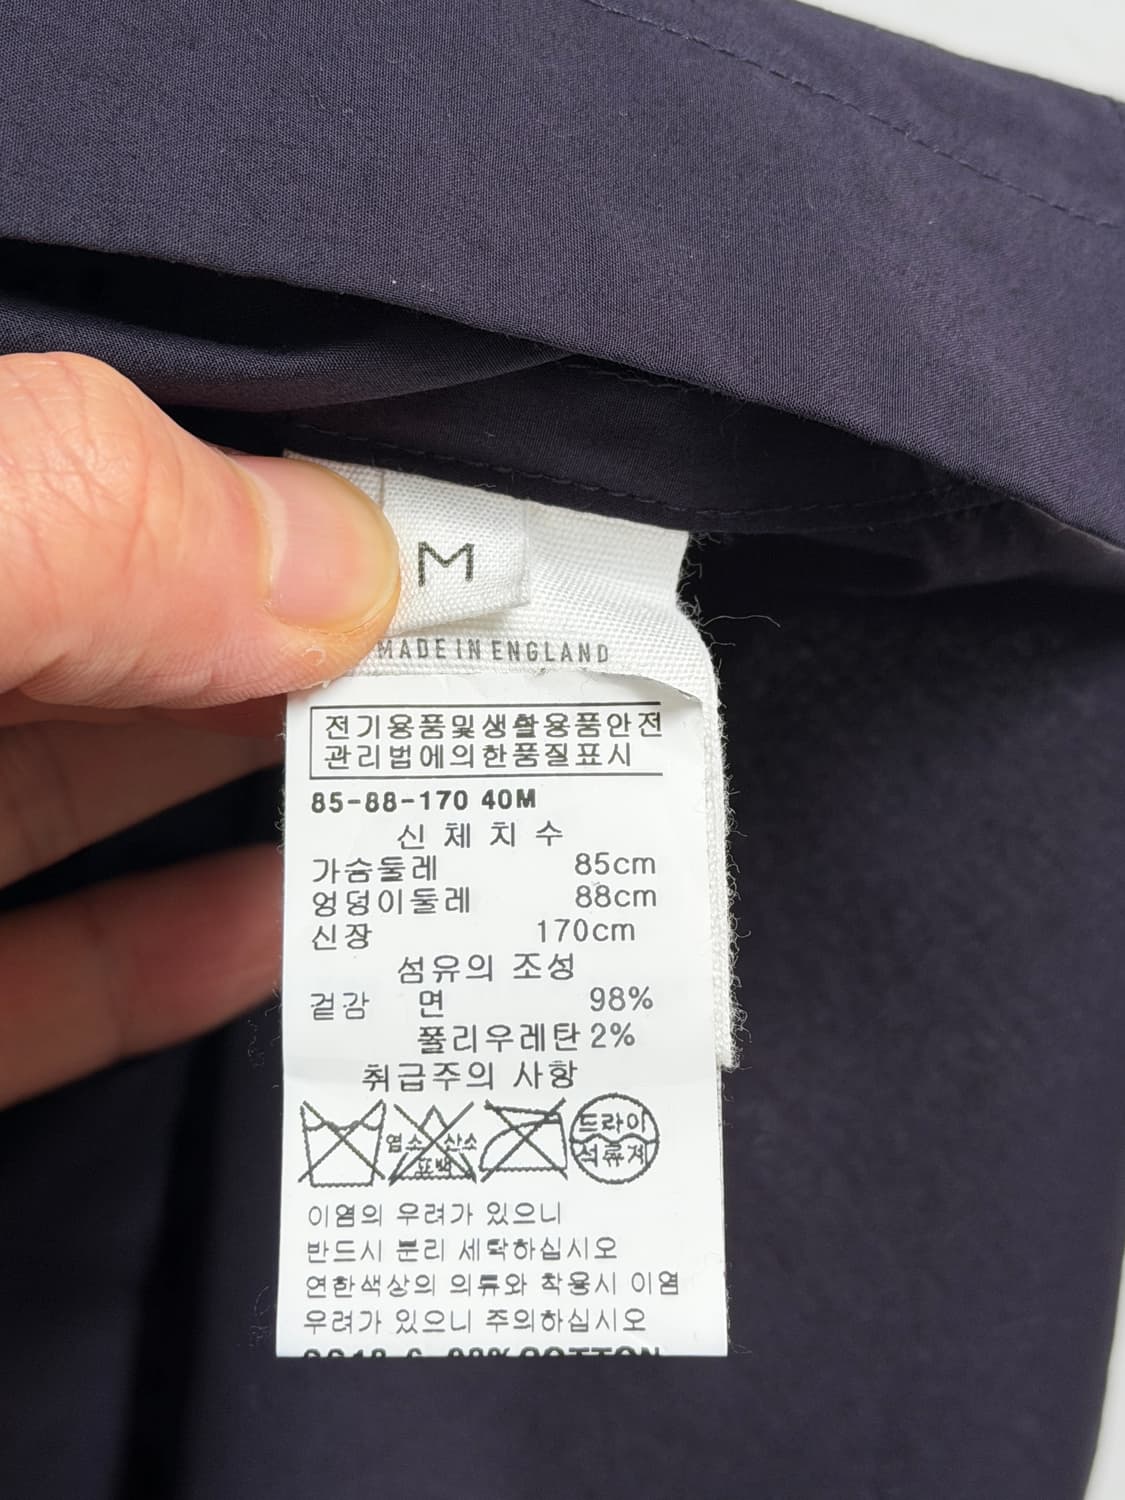 M
MADE IN ENGLAND
전기용품및생활용품안전
관리법에의한품질표시
85-88-170 40M
신체치수
가슴둘레 85cm
엉덩이둘레 88cm
신장 170cm
섬유의 조성
겉감 면 98%
폴리우레탄 2%
취급주의 사항
염소 산소
표백
드라이
석유계
이염의 우려가 있으니
반드시 분리 세탁하십시오
연한색상의 의류와 착용시 이염
우려가 있으니 주의하십시오
98% COTTON